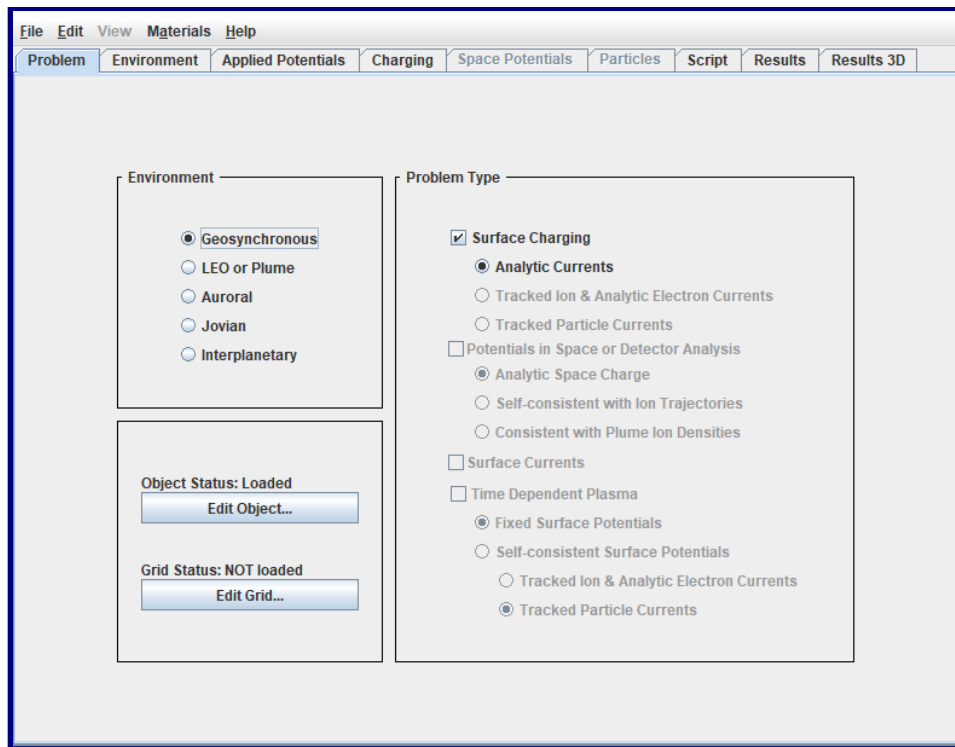 File Edit View Materials Help
Problem Environment Applied Potentials Charging Space Potentials Particles Script Results Results 3D
Environment
Geosynchronous
LEO or Plume
Auroral
Jovian
Interplanetary
Object Status: Loaded
Edit Object...
Grid Status: NOT loaded
Edit Grid...
Problem Type
Surface Charging
Analytic Currents
Tracked Ion & Analytic Electron Currents
Tracked Particle Currents
Potentials in Space or Detector Analysis
Analytic Space Charge
Self-consistent with Ion Trajectories
Consistent with Plume Ion Densities
Surface Currents
Time Dependent Plasma
Fixed Surface Potentials
Self-consistent Surface Potentials
Tracked Ion & Analytic Electron Currents
Tracked Particle Currents